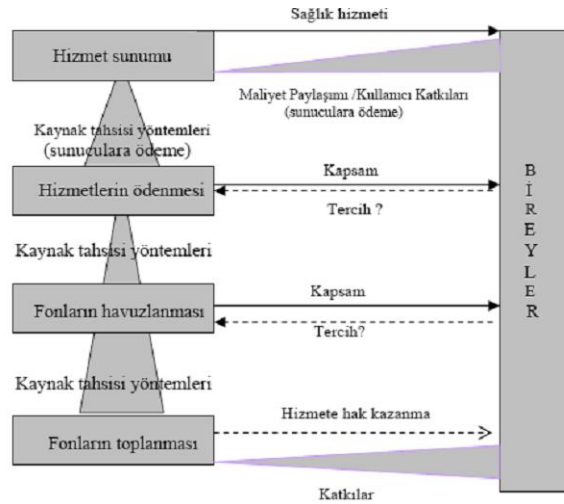 Sağlık hizmeti
Hizmet sunumu
Maliyet Paylaşımı /Kullanıcı Katkıları
(sunuculara ödeme)
Kaynak tahsisi yöntemleri
(sunuculara ödeme)
Kapsam
Hizmetlerin ödenmesi
Tercih ?
Kaynak tahsisi yöntemleri
Kapsam
Fonların havuzlanması
Tercih?
Kaynak tahsisi yöntemleri
Hizmete hak kazanma
Fonların toplanması
Katkılar
B
İ
R
E
Y
L
E
R